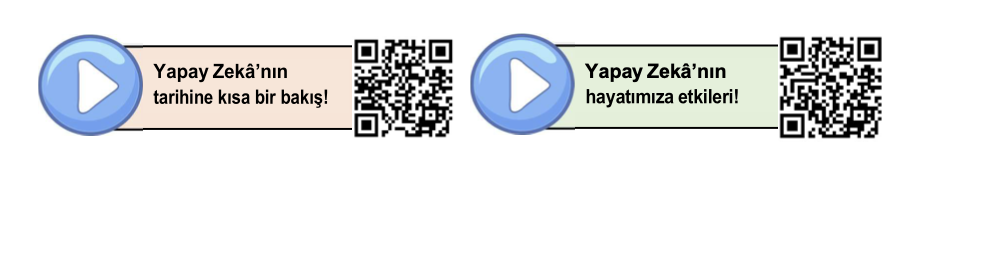 Yapay Zekâ’nın
tarihine kısa bir bakış!
Yapay Zekâ’nın
hayatımıza etkileri!